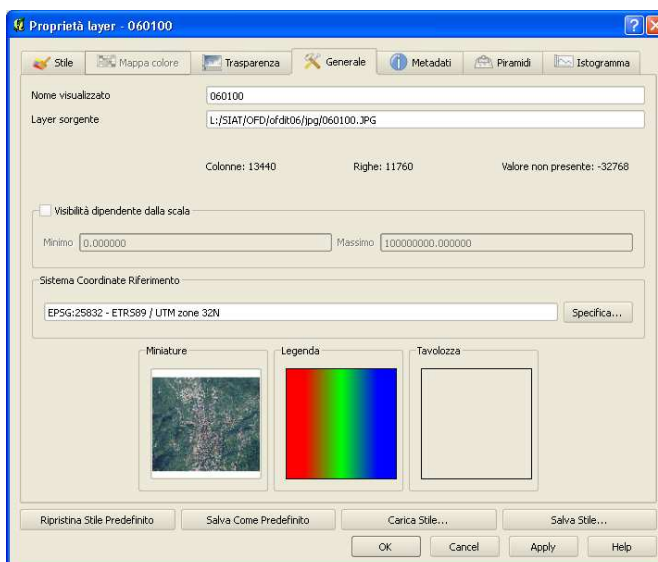 Proprietà layer - 060100
Stile
Mappa colore
Trasparenza
Generale
Metadati
Piramidi
Istogramma
Nome visualizzato
060100
Layer sorgente
L:/SIAT/OFD/ofdit06/jpg/060100.JPG
Colonne: 13440
Righe: 11760
Valore non presente: -32768
Visibilità dipendente dalla scala
Minimo
0.000000
Massimo
100000000.000000
Sistema Coordinate Riferimento
EPSG:25832 - ETRS89 / UTM zone 32N
Specifica...
Miniature
Legenda
Tavolozza
Ripristina Stile Predefinito
Salva Come Predefinito
Carica Stile...
Salva Stile...
OK
Cancel
Apply
Help